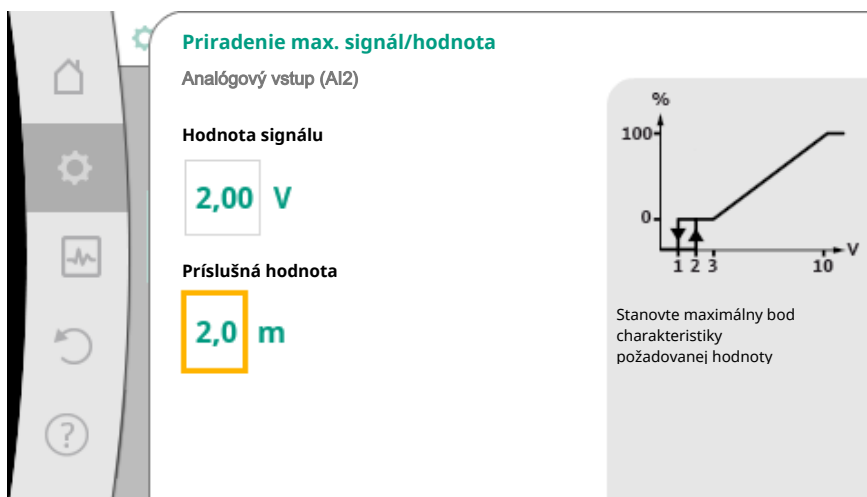 Priradenie max. signál/hodnota
Analógový vstup (AI2)
Hodnota signálu
2,00 V
Príslušná hodnota
2,0 m
%
100
0
1 2 3 10 V
Stanovte maximálny bod
charakteristiky
požadovanej hodnoty
?